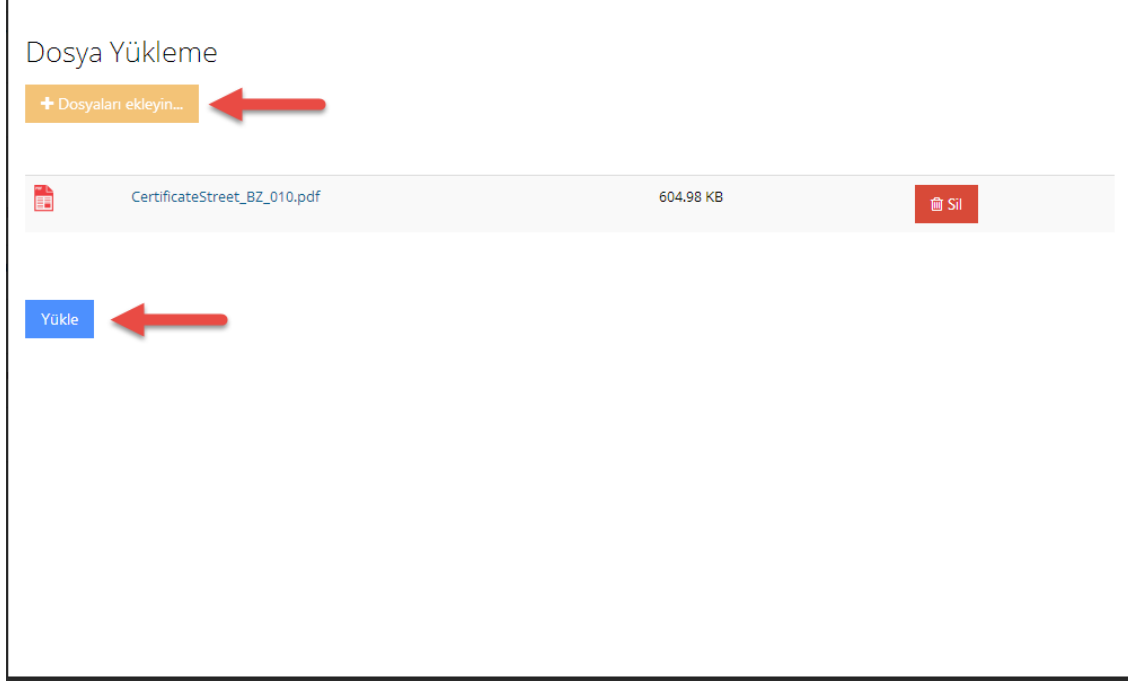 Dosya Yükleme
+ Dosyaları ekleyin...
CertificateStreet_BZ_010.pdf 604.98 KB Sil
Yükle